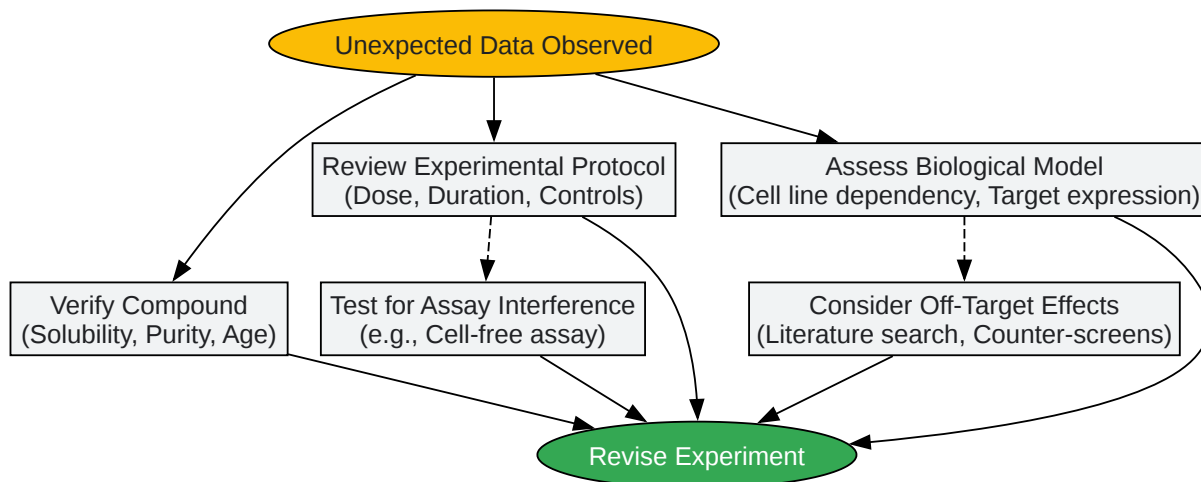 Unexpected Data Observed
Review Experimental Protocol
(Dose, Duration, Controls)
Assess Biological Model
(Cell line dependency, Target expression)
Verify Compound
(Solubility, Purity, Age)
Test for Assay Interference
(e.g., Cell-free assay)
Consider Off-Target Effects
(Literature search, Counter-screens)
Revise Experiment